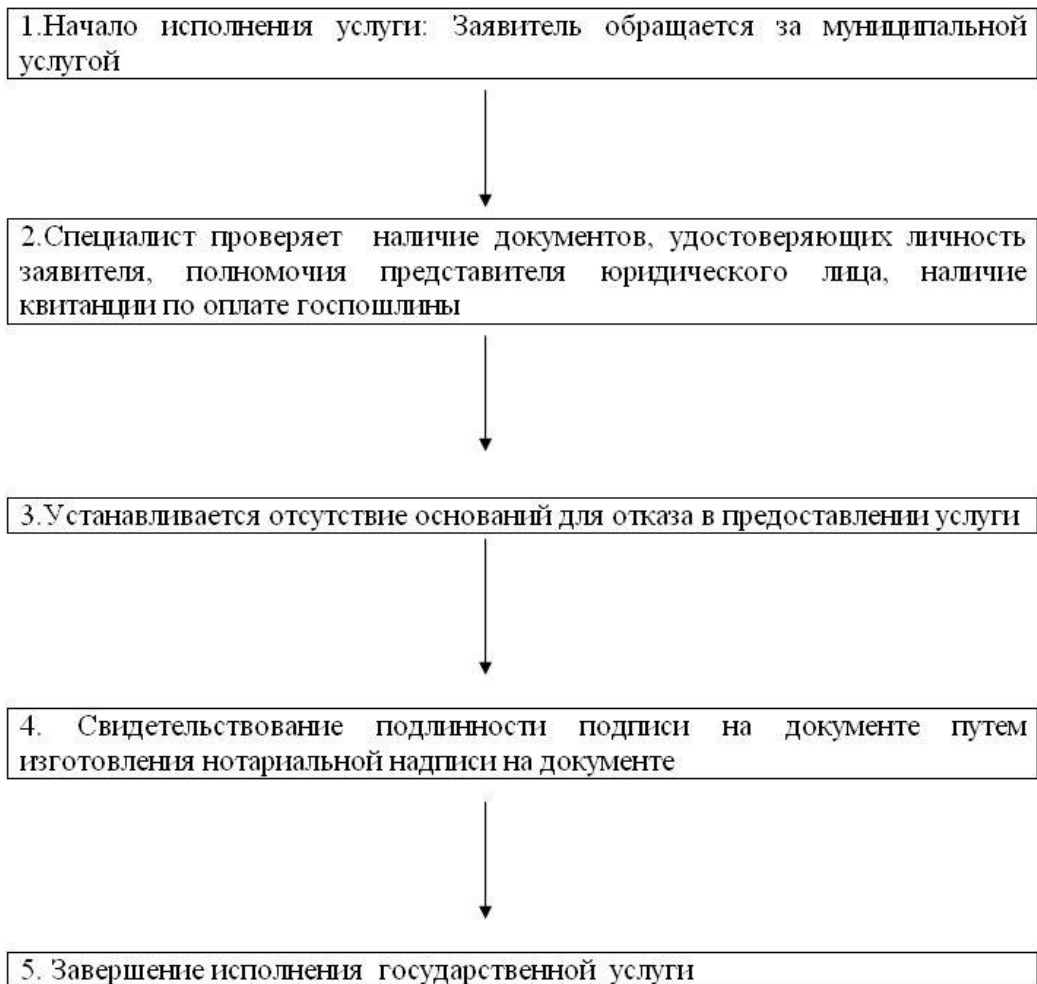 1.Начало исполнения услуги: Заявитель обращается за муниципальной
услугой
2.Специалист проверяет наличие документов, удостоверяющих личность
заявителя, полномочия представителя юридического лица, наличие
квитанции по оплате госпошлины
3.Устанавливается отсутствие оснований для отказа в предоставлении услуги
4. Свидетельствование подлинности подписи на документе путем
изготовления нотариальной надписи на документе
5. Завершение исполнения государственной услуги